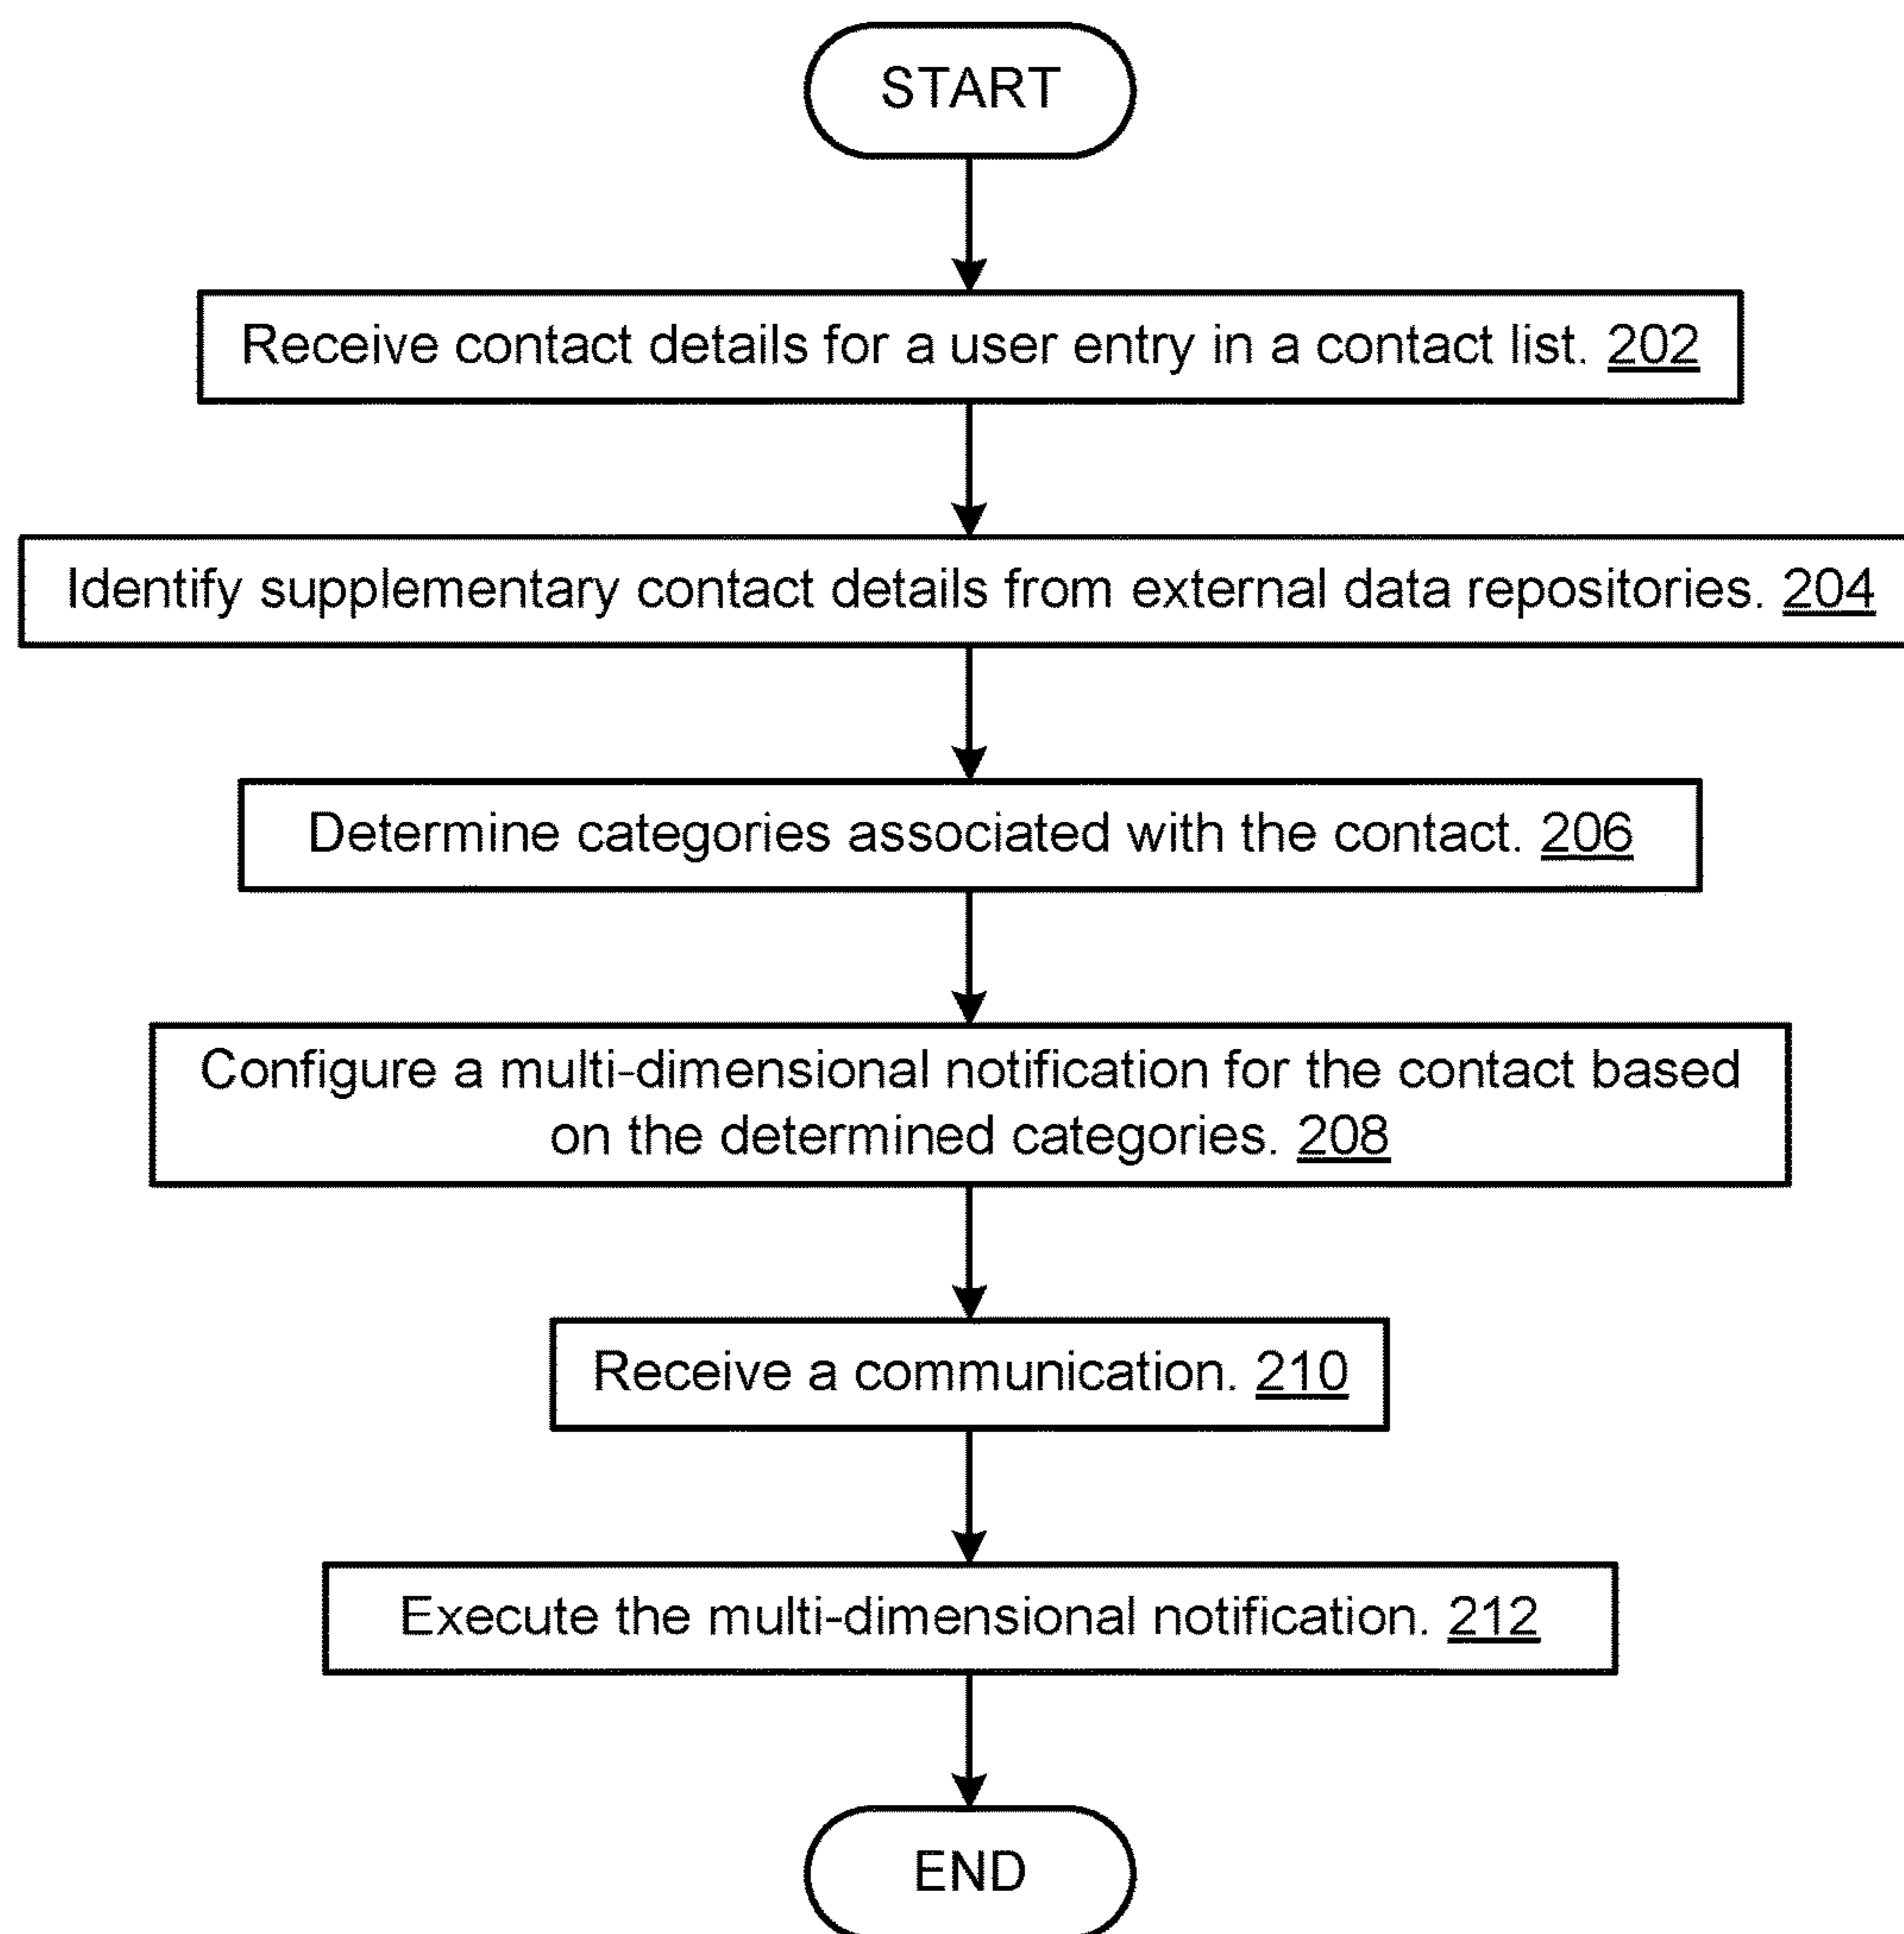 START
Receive contact details for a user entry in a contact list. 202
Identify supplementary contact details from external data repositories. 204
Determine categories associated with the contact. 206
Configure a multi-dimensional notification for the contact based
on the determined categories. 208
Receive a communication. 210
Execute the multi-dimensional notification. 212
END